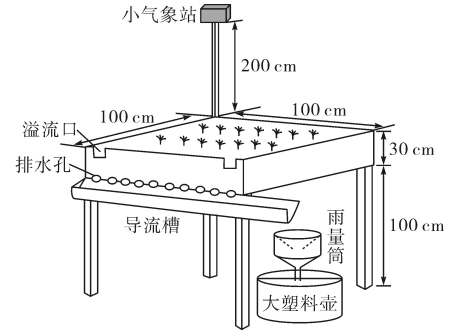 小气象站
200 cm
100 cm
100 cm
溢流口
30 cm
排水孔
导流槽
雨量筒
100 cm
大塑料壶